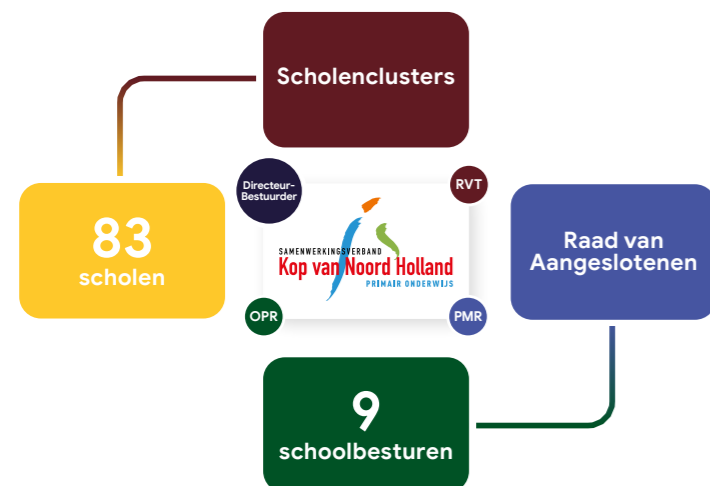 Scholenclusters
Directeur-
Bestuurder
RVT
83
scholen
SAMENWERKINGSVERBAND
Kop van Noord Holland
PRIMAIR ONDERWIJS
Raad van
Aangeslotenen
OPR
PMR
9
schoolbesturen